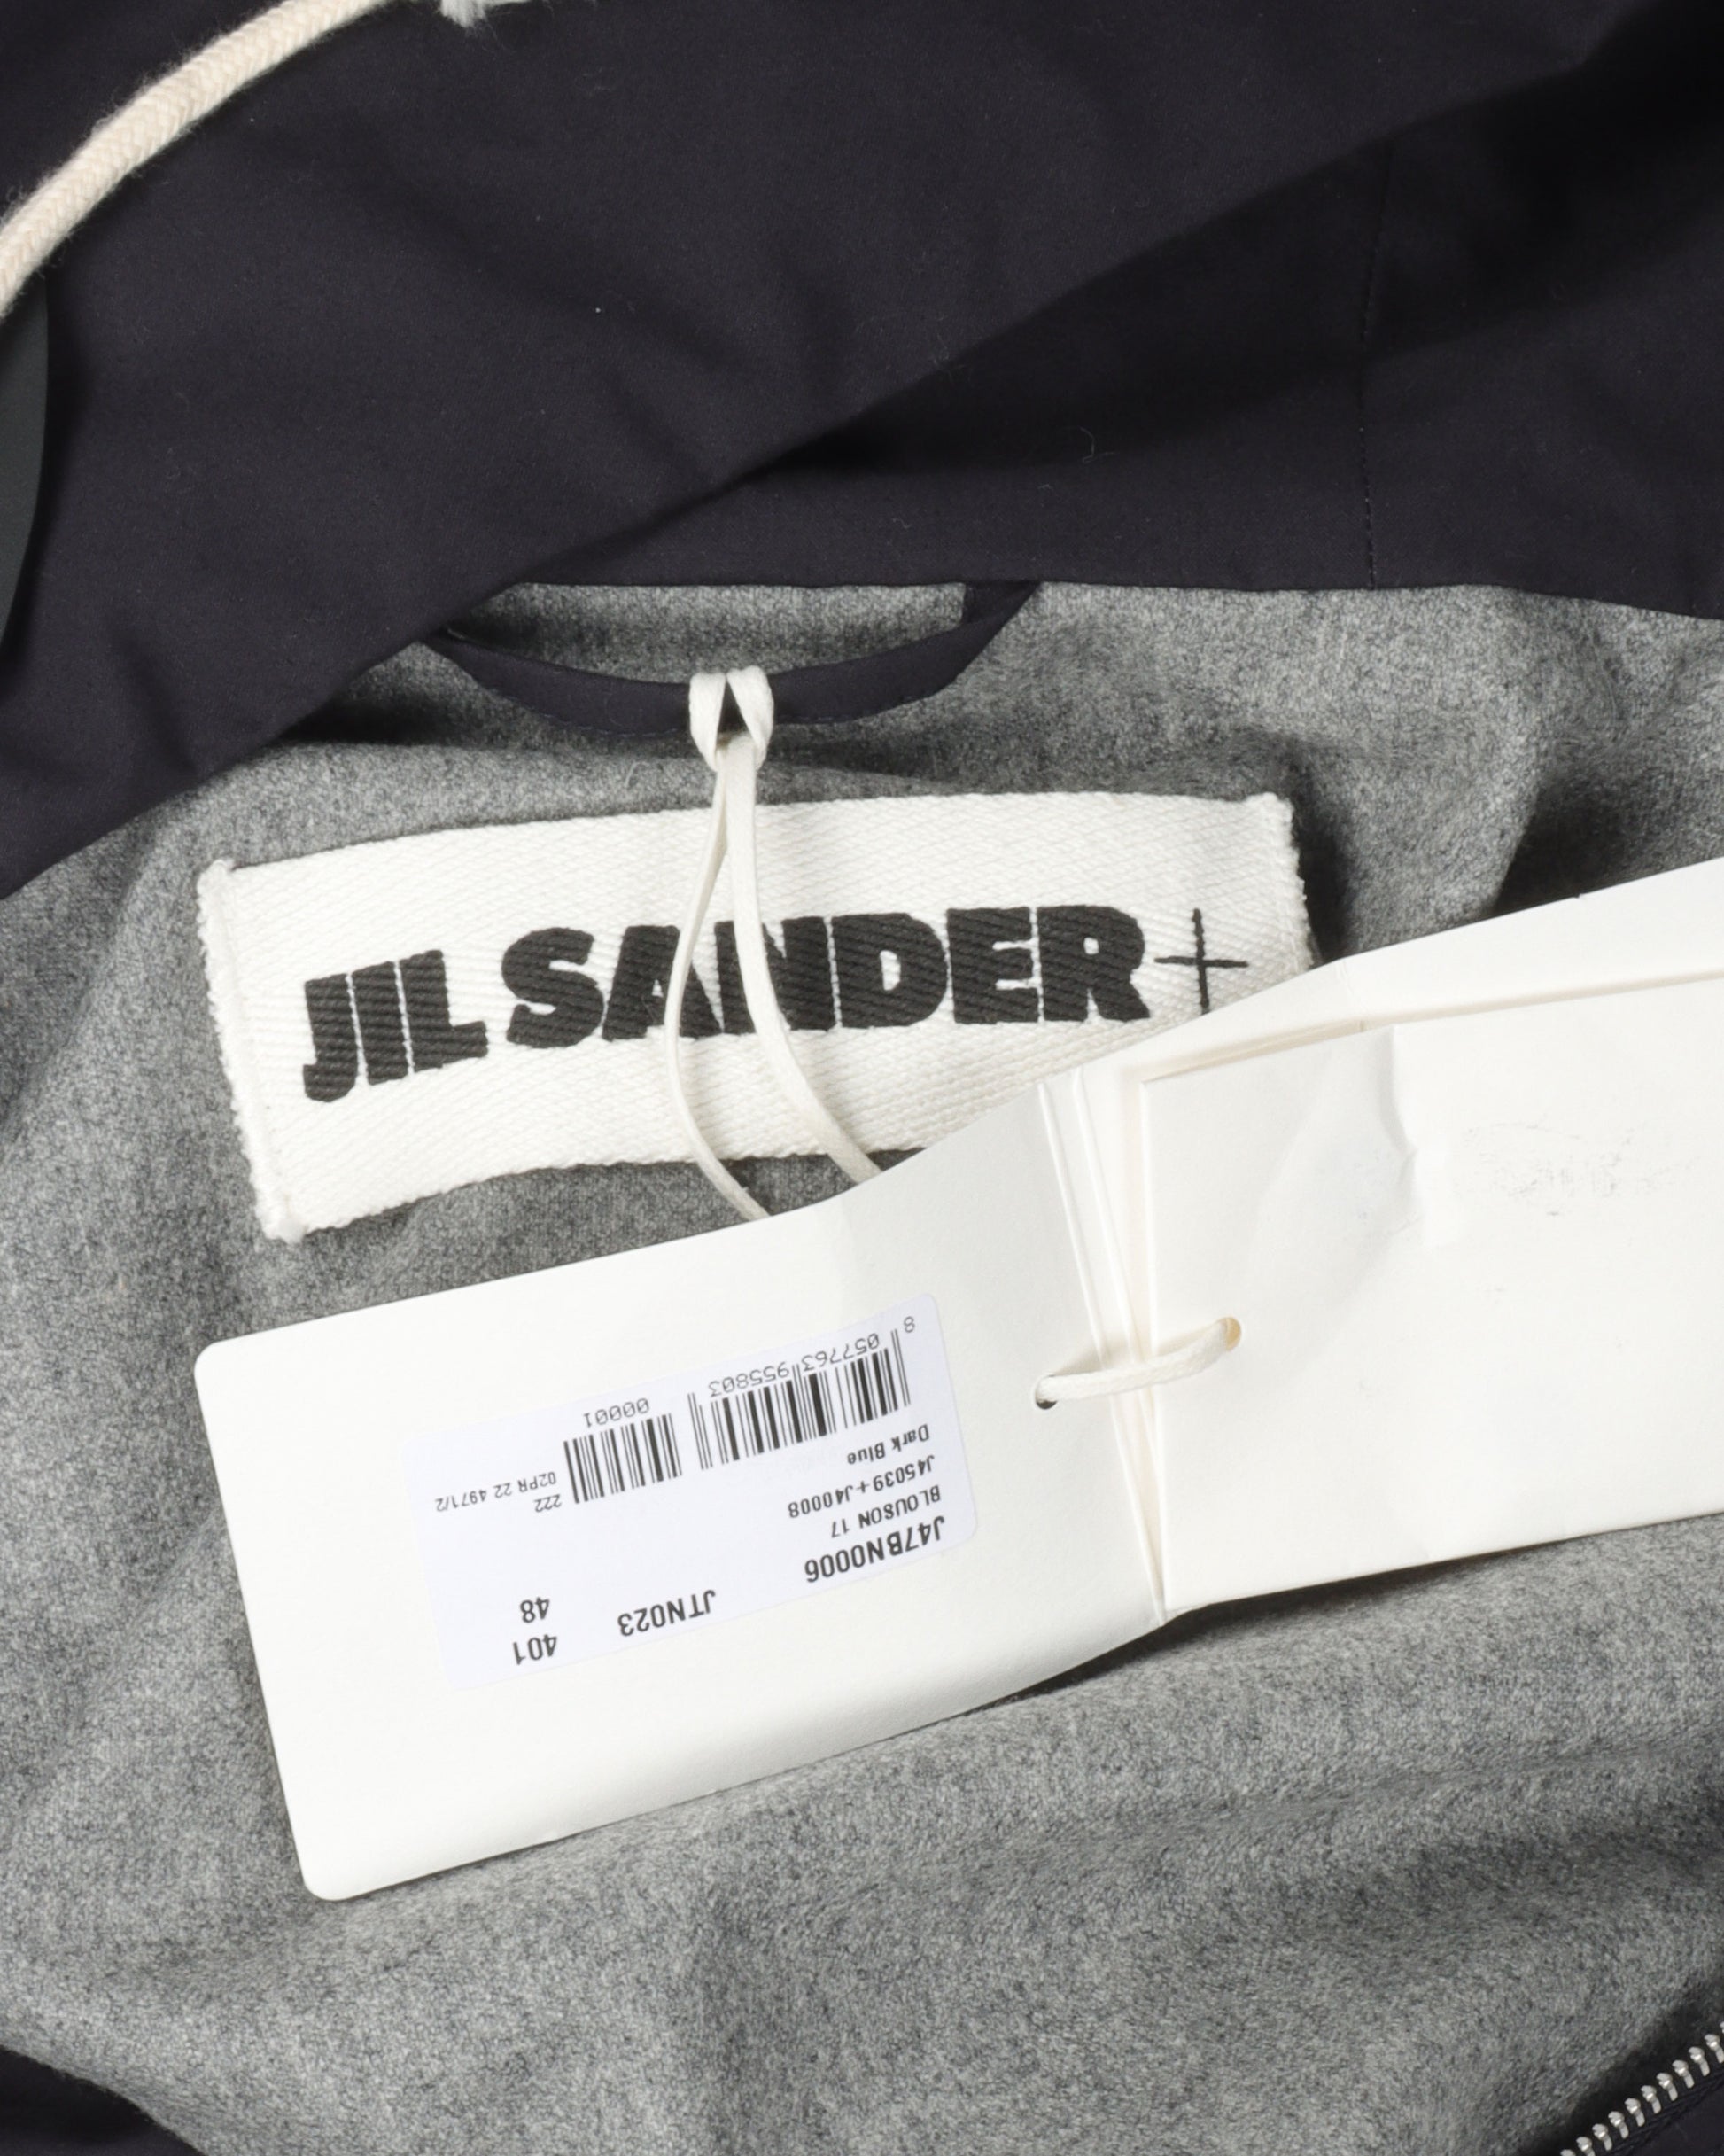 JIL SANDER+
J47BN0006 JTN023 401
BLOUSON 17 48
J45039+J40008
Dark Blue
222
02PR 22 4971/2
8 057763 955803 00001